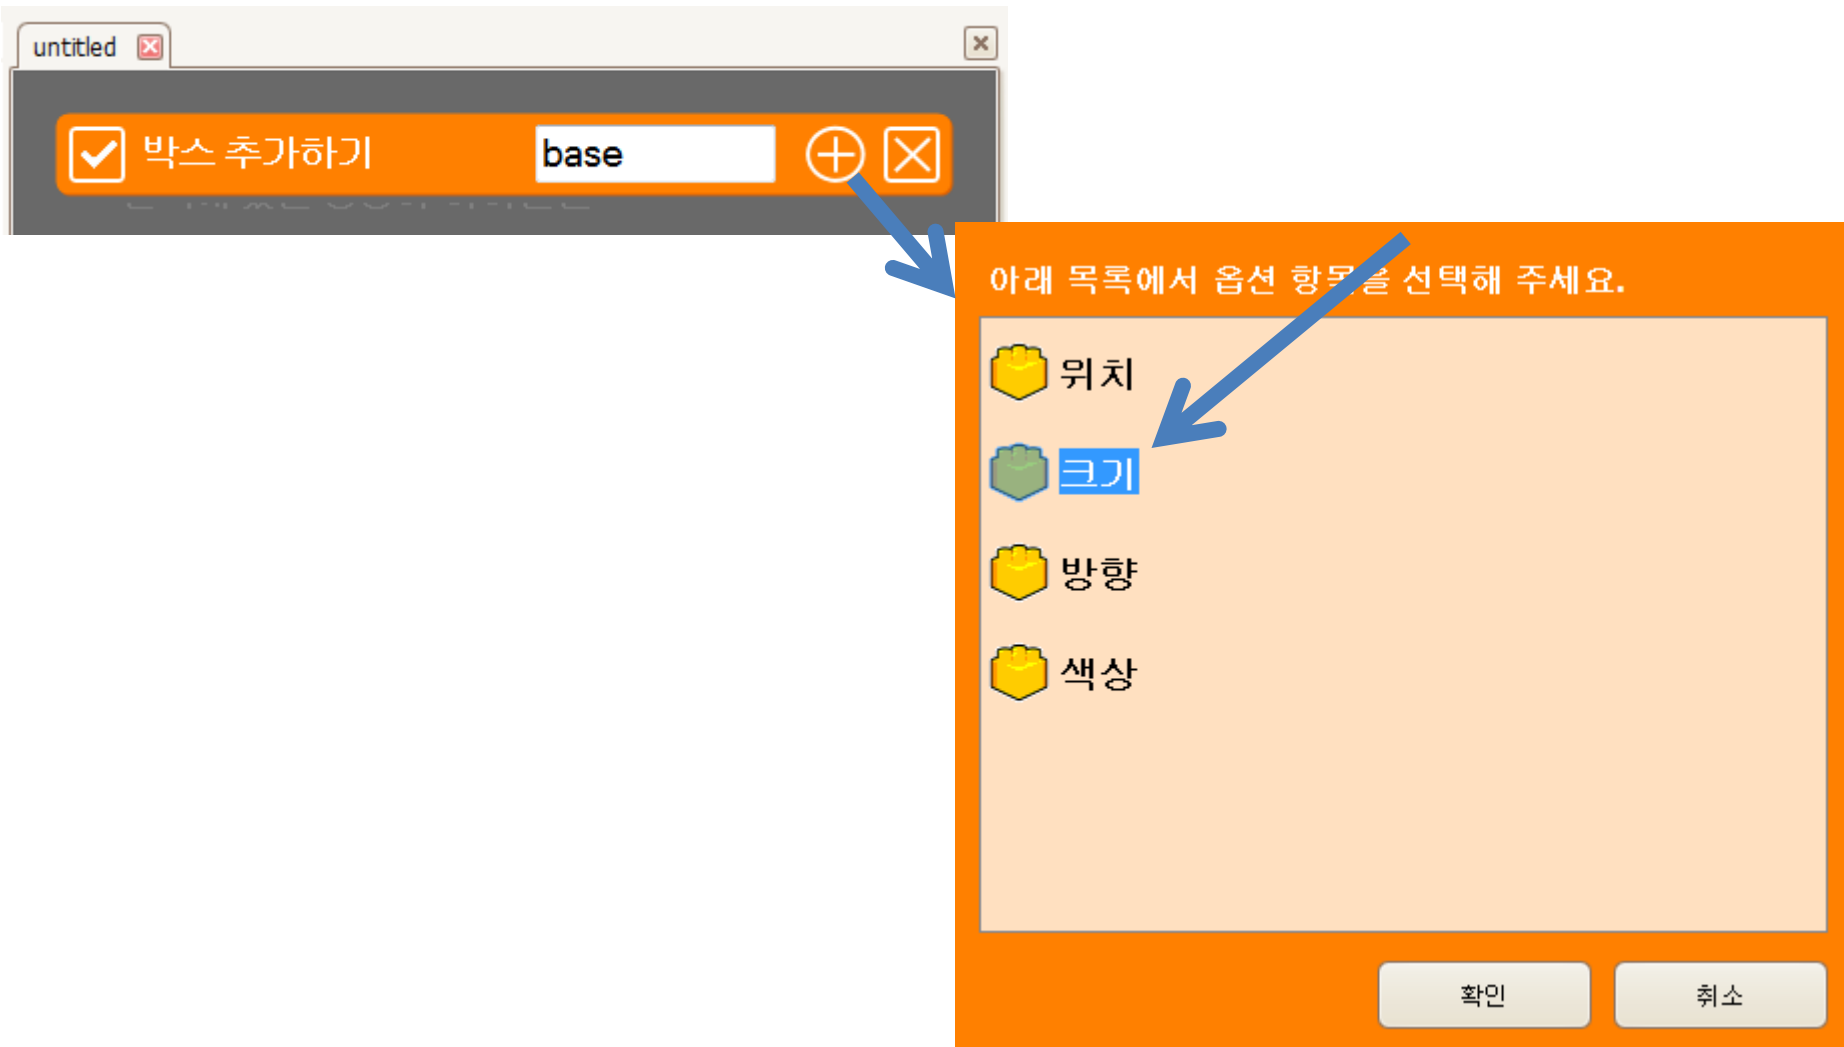 untitled
박스 추가하기 base
아래 목록에서 옵션 항목을 선택해 주세요.
위치
크기
방향
색상
확인 취소